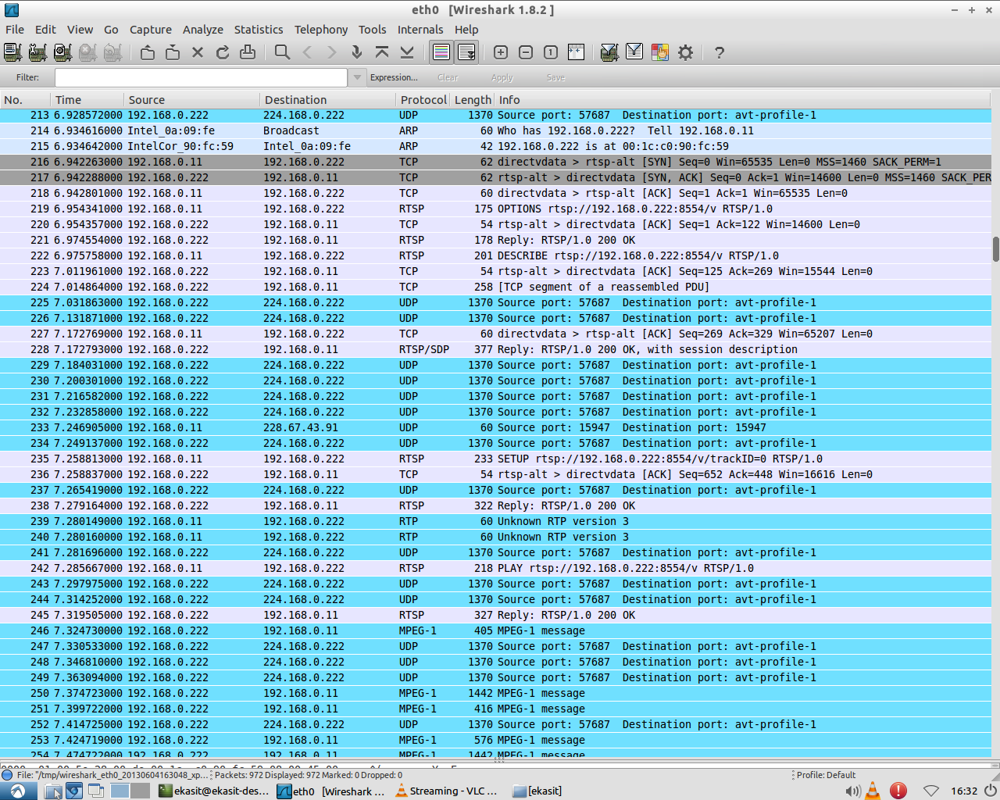 eth0 [Wireshark 1.8.2 ]
File Edit View Go Capture Analyze Statistics Telephony Tools Internals Help
Filter: Expression... Clear Apply Save
No. Time Source Destination Protocol Length Info
213 6.928572000 192.168.0.222 224.168.0.222 UDP 1370 Source port: 57687 Destination port: avt-profile-1
214 6.934616000 Intel_0a:09:fe Broadcast ARP 60 Who has 192.168.0.222? Tell 192.168.0.11
215 6.934642000 IntelCor_90:fc:59 Intel_0a:09:fe ARP 42 192.168.0.222 is at 00:1c:c0:90:fc:59
216 6.942263000 192.168.0.11 192.168.0.222 TCP 62 directvdata > rtsp-alt [SYN] Seq=0 Win=65535 Len=0 MSS=1460 SACK_PERM=1
217 6.942288000 192.168.0.222 192.168.0.11 TCP 62 rtsp-alt > directvdata [SYN, ACK] Seq=0 Ack=1 Win=14600 Len=0 MSS=1460 SACK_PER
218 6.942801000 192.168.0.11 192.168.0.222 TCP 60 directvdata > rtsp-alt [ACK] Seq=1 Ack=1 Win=65535 Len=0
219 6.954341000 192.168.0.11 192.168.0.222 RTSP 175 OPTIONS rtsp://192.168.0.222:8554/v RTSP/1.0
220 6.954357000 192.168.0.222 192.168.0.11 TCP 54 rtsp-alt > directvdata [ACK] Seq=1 Ack=122 Win=14600 Len=0
221 6.974554000 192.168.0.222 192.168.0.11 RTSP 178 Reply: RTSP/1.0 200 OK
222 6.975758000 192.168.0.11 192.168.0.222 RTSP 201 DESCRIBE rtsp://192.168.0.222:8554/v RTSP/1.0
223 7.011961000 192.168.0.222 192.168.0.11 TCP 54 rtsp-alt > directvdata [ACK] Seq=125 Ack=269 Win=15544 Len=0
224 7.014864000 192.168.0.222 192.168.0.11 TCP 258 [TCP segment of a reassembled PDU]
225 7.031863000 192.168.0.222 224.168.0.222 UDP 1370 Source port: 57687 Destination port: avt-profile-1
226 7.131871000 192.168.0.222 224.168.0.222 UDP 1370 Source port: 57687 Destination port: avt-profile-1
227 7.172769000 192.168.0.11 192.168.0.222 TCP 60 directvdata > rtsp-alt [ACK] Seq=269 Ack=329 Win=65207 Len=0
228 7.172793000 192.168.0.222 192.168.0.11 RTSP/SDP 377 Reply: RTSP/1.0 200 OK, with session description
229 7.184031000 192.168.0.222 224.168.0.222 UDP 1370 Source port: 57687 Destination port: avt-profile-1
230 7.200301000 192.168.0.222 224.168.0.222 UDP 1370 Source port: 57687 Destination port: avt-profile-1
231 7.216582000 192.168.0.222 224.168.0.222 UDP 1370 Source port: 57687 Destination port: avt-profile-1
232 7.232858000 192.168.0.222 224.168.0.222 UDP 1370 Source port: 57687 Destination port: avt-profile-1
233 7.246905000 192.168.0.11 228.67.43.91 UDP 60 Source port: 15947 Destination port: 15947
234 7.249137000 192.168.0.222 224.168.0.222 UDP 1370 Source port: 57687 Destination port: avt-profile-1
235 7.258813000 192.168.0.11 192.168.0.222 RTSP 233 SETUP rtsp://192.168.0.222:8554/v/trackID=0 RTSP/1.0
236 7.258837000 192.168.0.222 192.168.0.11 TCP 54 rtsp-alt > directvdata [ACK] Seq=652 Ack=448 Win=16616 Len=0
237 7.265419000 192.168.0.222 224.168.0.222 UDP 1370 Source port: 57687 Destination port: avt-profile-1
238 7.279164000 192.168.0.222 192.168.0.11 RTSP 322 Reply: RTSP/1.0 200 OK
239 7.280149000 192.168.0.11 192.168.0.222 RTP 60 Unknown RTP version 3
240 7.280160000 192.168.0.11 192.168.0.222 RTP 60 Unknown RTP version 3
241 7.281696000 192.168.0.222 224.168.0.222 UDP 1370 Source port: 57687 Destination port: avt-profile-1
242 7.285667000 192.168.0.11 192.168.0.222 RTSP 218 PLAY rtsp://192.168.0.222:8554/v RTSP/1.0
243 7.297975000 192.168.0.222 224.168.0.222 UDP 1370 Source port: 57687 Destination port: avt-profile-1
244 7.314252000 192.168.0.222 224.168.0.222 UDP 1370 Source port: 57687 Destination port: avt-profile-1
245 7.319505000 192.168.0.222 192.168.0.11 RTSP 327 Reply: RTSP/1.0 200 OK
246 7.324730000 192.168.0.222 192.168.0.11 MPEG-1 405 MPEG-1 message
247 7.330533000 192.168.0.222 224.168.0.222 UDP 1370 Source port: 57687 Destination port: avt-profile-1
248 7.346810000 192.168.0.222 224.168.0.222 UDP 1370 Source port: 57687 Destination port: avt-profile-1
249 7.363094000 192.168.0.222 224.168.0.222 UDP 1370 Source port: 57687 Destination port: avt-profile-1
250 7.374723000 192.168.0.222 192.168.0.11 MPEG-1 1442 MPEG-1 message
251 7.399722000 192.168.0.222 192.168.0.11 MPEG-1 416 MPEG-1 message
252 7.414725000 192.168.0.222 224.168.0.222 UDP 1370 Source port: 57687 Destination port: avt-profile-1
253 7.424719000 192.168.0.222 192.168.0.11 MPEG-1 576 MPEG-1 message
254 7.474722000 192.168.0.222 192.168.0.11 MPEG-1 1442 MPEG-1 message
File: "/tmp/wireshark_eth0_20130604163048_xp... Packets: 972 Displayed: 972 Marked: 0 Dropped: 0 Profile: Default
ekasit@ekasit-des... eth0 [Wireshark ... Streaming - VLC ... [ekasit] 16:32